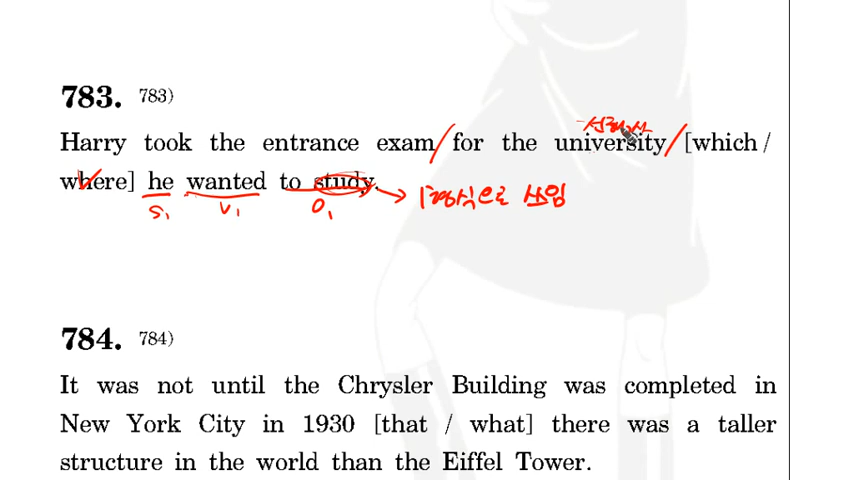 783. 783)
선행사
Harry took the entrance exam/for the university/[which /
where] he wanted to study.
S₁ V₁ O₁ → 1형식으로 쓰임
784. 784)
It was not until the Chrysler Building was completed in
New York City in 1930 [that / what] there was a taller
structure in the world than the Eiffel Tower.